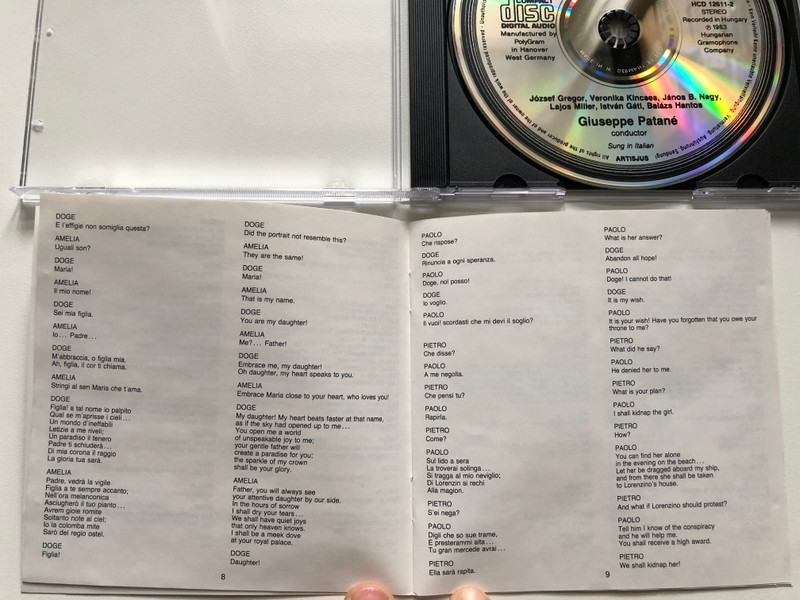 COMPACT
disc
DIGITAL AUDIO
Manufactured by
PolyGram
in Hanover
West Germany
HCD 12611-2
STEREO
Recorded in Hungary
℗ 1983
Hungarian
Gramophone
Company
József Gregor, Veronika Kincses, János B. Nagy,
Lajos Miller, István Gáti, Balázs Hantos
Giuseppe Patané
conductor
Sung in Italian
ARTISJUS
DOGE
E l'effigie non somiglia questa?
AMELIA
Uguali son?
DOGE
Maria!
AMELIA
Il mio nome!
DOGE
Sei mia figlia.
AMELIA
Io... Padre...
DOGE
M'abbraccia, o figlia mia.
Ah, figlia, il cor ti chiama.
AMELIA
Stringi al sen Maria che t'ama.
DOGE
Figlia! a tal nome io palpito
Qual se m'aprisse i cieli...
Un mondo d'ineffabili
Letizie a me riveli;
Un paradiso il tenero
Padre ti schiuderà...
Di mia corona il raggio
La gloria tua sarà.
AMELIA
Padre, vedrà la vigile
Figlia a te sempre accanto;
Nell'ora melanconica
Asciugherò il tuo pianto...
Avrem gioie romite
Soltanto note al ciel;
Io la colomba mite
Sarò del regio ostel.
DOGE
Figlia!
DOGE
Did the portrait not resemble this?
AMELIA
They are the same!
DOGE
Maria!
AMELIA
That is my name.
DOGE
You are my daughter!
AMELIA
Me?... Father!
DOGE
Embrace me, my daughter!
Oh daughter, my heart speaks to you.
AMELIA
Embrace Maria close to your heart, who loves you!
DOGE
My daughter! My heart beats faster at that name,
as if the sky had opened up to me...
You open me a world
of unspeakable joy to me;
your gentle father will
create a paradise for you;
the sparkle of my crown
shall be your glory.
AMELIA
Father, you will always see
your attentive daughter by our side.
In the hours of sorrow
I shall dry your tears...
We shall have quiet joys
that only heaven knows.
I shall be a meek dove
at your royal palace.
DOGE
Daughter!
8
PAOLO
Che rispose?
DOGE
Rinuncia a ogni speranza.
PAOLO
Doge, nol posso!
DOGE
Io voglio.
PAOLO
Il vuoi! scordasti che mi devi il soglio?
PIETRO
Che disse?
PAOLO
A me negolla.
PIETRO
Che pensi tu?
PAOLO
Rapirla.
PIETRO
Come?
PAOLO
Sul lido a sera
La troverai solinga...
Si tragga al mio naviglio;
Di Lorenzin si rechi
Alla magion.
PIETRO
S'ei nega?
PAOLO
Digli che so sue trame,
E presterammi aita...
Tu gran mercede avrai...
PIETRO
Ella sarà rapita.
PAOLO
What is her answer?
DOGE
Abandon all hope!
PAOLO
Doge! I cannot do that!
DOGE
It is my wish.
PAOLO
It is your wish! Have you forgotten that you owe your
throne to me?
PIETRO
What did he say?
PAOLO
He denied her to me.
PIETRO
What is your plan?
PAOLO
I shall kidnap the girl.
PIETRO
How?
PAOLO
You can find her alone
in the evening on the beach...
Let her be dragged aboard my ship,
and from there she shall be taken
to Lorenzino's house.
PIETRO
And what if Lorenzino should protest?
PAOLO
Tell him I know of the conspiracy
and he will help me.
You shall receive a high award.
PIETRO
We shall kidnap her!
9